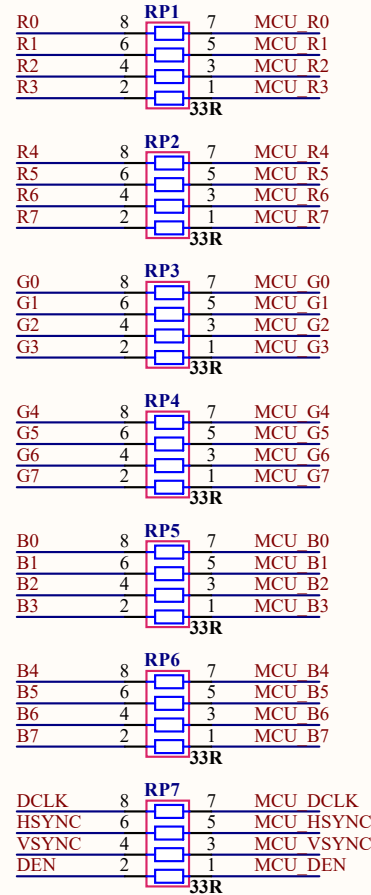 RP1
R0 8 7 MCU_R0
R1 6 5 MCU_R1
R2 4 3 MCU_R2
R3 2 1 MCU_R3
33R
RP2
R4 8 7 MCU_R4
R5 6 5 MCU_R5
R6 4 3 MCU_R6
R7 2 1 MCU_R7
33R
RP3
G0 8 7 MCU_G0
G1 6 5 MCU_G1
G2 4 3 MCU_G2
G3 2 1 MCU_G3
33R
RP4
G4 8 7 MCU_G4
G5 6 5 MCU_G5
G6 4 3 MCU_G6
G7 2 1 MCU_G7
33R
RP5
B0 8 7 MCU_B0
B1 6 5 MCU_B1
B2 4 3 MCU_B2
B3 2 1 MCU_B3
33R
RP6
B4 8 7 MCU_B4
B5 6 5 MCU_B5
B6 4 3 MCU_B6
B7 2 1 MCU_B7
33R
RP7
DCLK 8 7 MCU_DCLK
HSYNC 6 5 MCU_HSYNC
VSYNC 4 3 MCU_VSYNC
DEN 2 1 MCU_DEN
33R